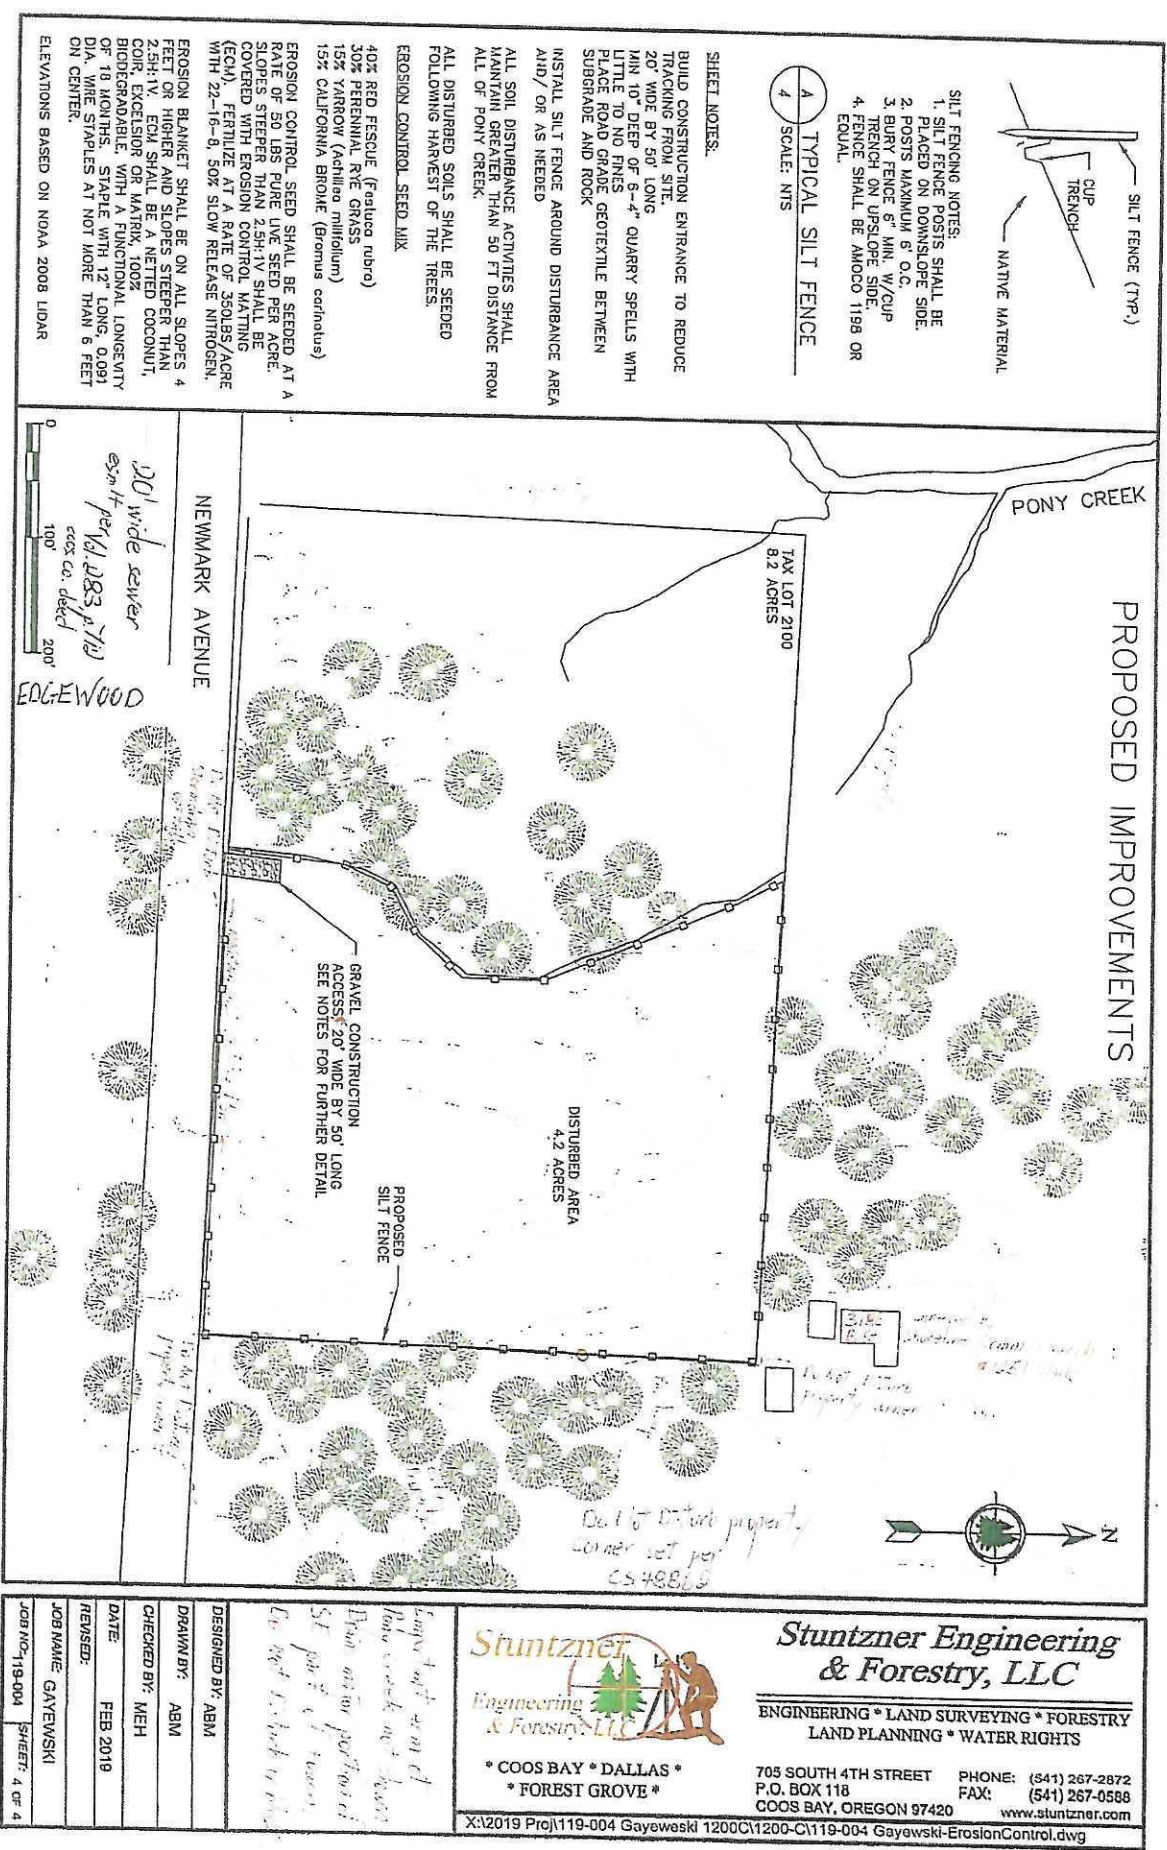 PROPOSED IMPROVEMENTS
PONY CREEK
TAX LOT 2100
8.2 ACRES
DISTURBED AREA
4.2 ACRES
GRAVEL CONSTRUCTION
ACCESS: 20' WIDE BY 50' LONG
SEE NOTES FOR FURTHER DETAIL
PROPOSED
SILT FENCE
NEWMARK AVENUE
EDGEWOOD
20' wide sewer
esmt per Vol. 283, p.
coos co. deed
0
100'
200'
N
Do Not Disturb property
corner set per
SILT FENCE (TYP.)
CUP
TRENCH
NATIVE MATERIAL
SILT FENCING NOTES:
1. SILT FENCE POSTS SHALL BE
PLACED ON DOWNSLOPE SIDE.
2. POSTS MAXIMUM 6' O.C.
3. BURY FENCE 6" MIN. W/CUP
TRENCH ON UPSLOPE SIDE.
4. FENCE SHALL BE AMOCO 1198 OR
EQUAL.
A
4
TYPICAL SILT FENCE
SCALE: NTS
SHEET NOTES:
BUILD CONSTRUCTION ENTRANCE TO REDUCE
TRACKING FROM SITE.
20' WIDE BY 50' LONG
MIN 10" DEEP OF 6-4" QUARRY SPELLS WITH
LITTLE TO NO FINES
PLACE ROAD GRADE GEOTEXTILE BETWEEN
SUBGRADE AND ROCK
INSTALL SILT FENCE AROUND DISTURBANCE AREA
AND/ OR AS NEEDED
ALL SOIL DISTURBANCE ACTIVITIES SHALL
MAINTAIN GREATER THAN 50 FT DISTANCE FROM
ALL OF PONY CREEK.
ALL DISTURBED SOILS SHALL BE SEEDED
FOLLOWING HARVEST OF THE TREES.
EROSION CONTROL SEED MIX
40% RED FESCUE (Festuca rubra)
30% PERENNIAL RYE GRASS
15% YARROW (Achillea millifolium)
15% CALIFORNIA BROME (Bromus carinatus)
EROSION CONTROL SEED SHALL BE SEEDED AT A
RATE OF 50 LBS PURE LIVE SEED PER ACRE.
SLOPES STEEPER THAN 2.5H:1V SHALL BE
COVERED WITH EROSION CONTROL MATTING
(ECM). FERTILIZE AT A RATE OF 350LBS/ACRE
WITH 22-16-8, 50% SLOW RELEASE NITROGEN.
EROSION BLANKET SHALL BE ON ALL SLOPES 4
FEET OR HIGHER AND SLOPES STEEPER THAN
2.5H:1V. ECM SHALL BE A NETTED COCONUT,
COIR, EXCELSIOR OR MATRIX, 100%
BIODEGRADABLE, WITH A FUNCTIONAL LONGEVITY
OF 18 MONTHS. STAPLE WITH 12" LONG, 0.091
DIA. WIRE STAPLES AT NOT MORE THAN 6 FEET
ON CENTER.
ELEVATIONS BASED ON NOAA 2008 LIDAR
Stuntzner Engineering
& Forestry, LLC
ENGINEERING * LAND SURVEYING * FORESTRY
LAND PLANNING * WATER RIGHTS
705 SOUTH 4TH STREET
P.O. BOX 118
COOS BAY, OREGON 97420
PHONE: (541) 267-2872
FAX: (541) 267-0588
www.stuntzner.com
Stuntzner
Engineering
& Forestry, LLC
* COOS BAY * DALLAS *
* FOREST GROVE *
X:\2019 Proj\119-004 Gayeweski 1200C\1200-C\119-004 Gayewski-ErosionControl.dwg
DESIGNED BY: ABM
DRAWN BY: ABM
CHECKED BY: MEH
DATE: FEB 2019
REVISED:
JOB NAME: GAYEWSKI
JOB NO: 119-004
SHEET: 4 OF 4